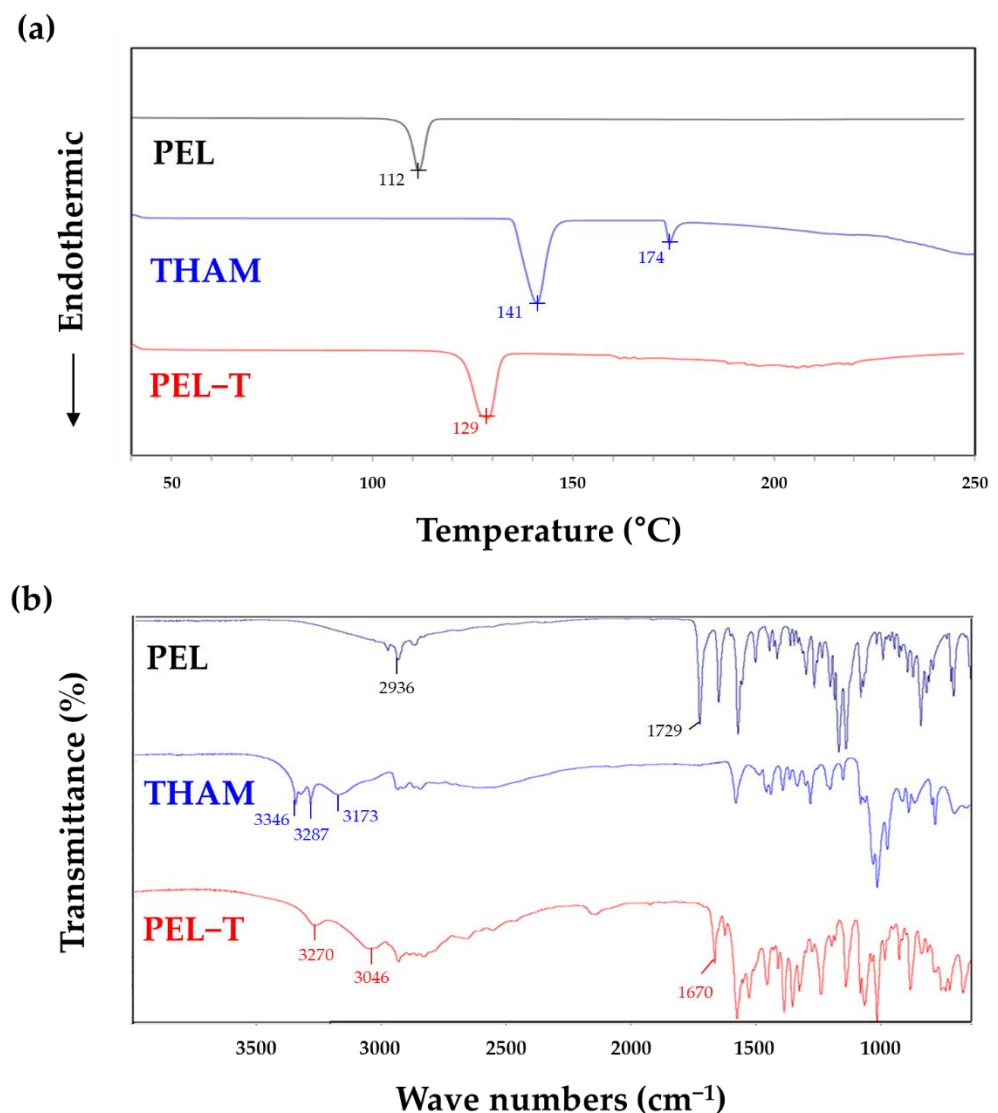 (a)
Endothermic
PEL
112
THAM
141
174
PEL–T
129
50 100 150 200 250
Temperature (°C)
(b)
Transmittance (%)
PEL
2936
1729
THAM
3346
3287
3173
PEL–T
3270
3046
1670
3500 3000 2500 2000 1500 1000
Wave numbers (cm⁻¹)